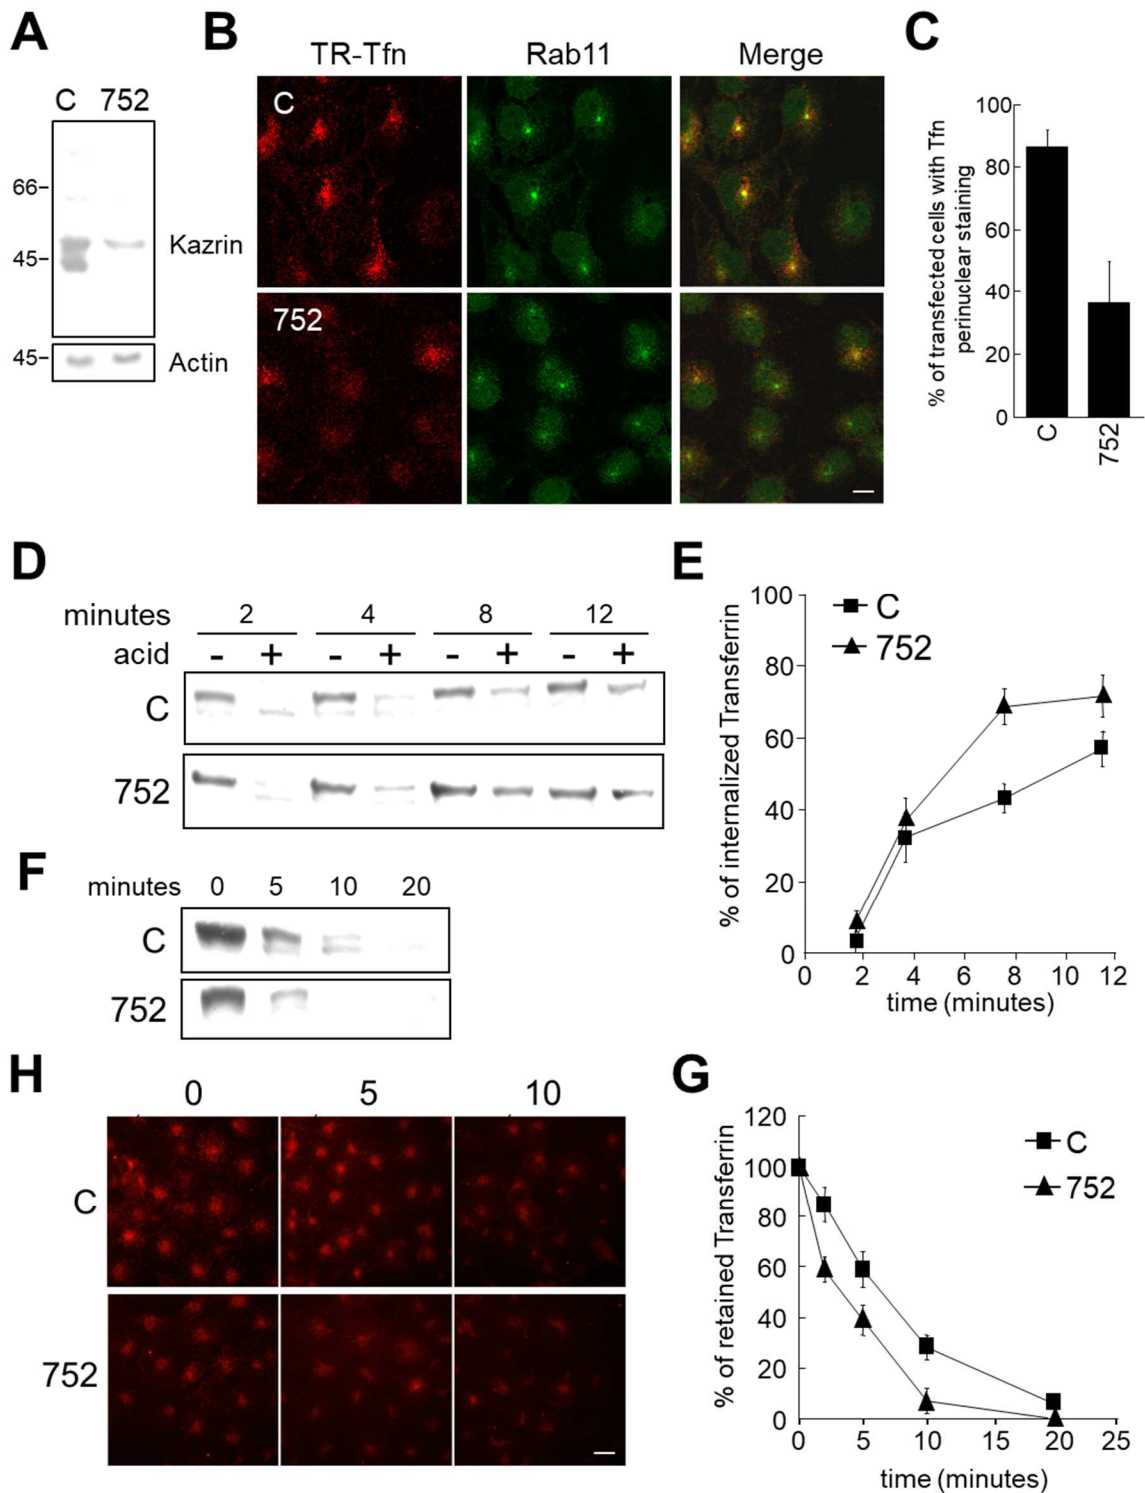 A
C 752
66–
45–
Kazrin
45–
Actin
B
TR-Tfn Rab11 Merge
C
752
C
% of transfected cells with Tfn
perinuclear staining
100
80
60
40
20
0
C
752
D
minutes 2 4 8 12
acid - + - + - + - +
C
752
E
% of internalized Transferrin
100
80
60
40
20
0
C
752
0 2 4 6 8 10 12
time (minutes)
F
minutes 0 5 10 20
C
752
H
0 5 10
C
752
G
% of retained Transferrin
120
100
80
60
40
20
0
C
752
0 5 10 15 20 25
time (minutes)